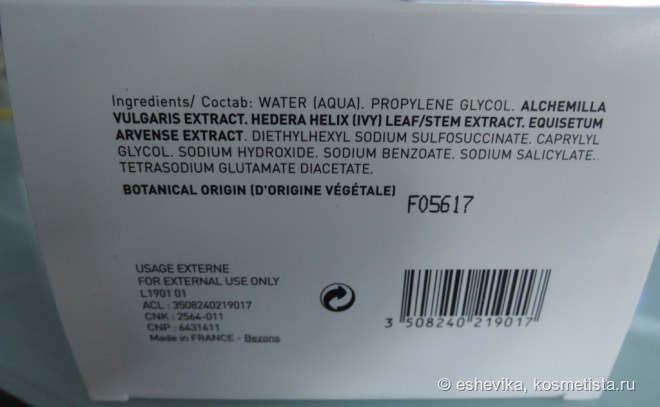 Ingredients/ Coctab: WATER (AQUA). PROPYLENE GLYCOL. ALCHEMILLA
VULGARIS EXTRACT. HEDERA HELIX (IVY) LEAF/STEM EXTRACT. EQUISETUM
ARVENSE EXTRACT. DIETHYLHEXYL SODIUM SULFOSUCCINATE. CAPRYLYL
GLYCOL. SODIUM HYDROXIDE. SODIUM BENZOATE. SODIUM SALICYLATE.
TETRASODIUM GLUTAMATE DIACETATE.
BOTANICAL ORIGIN (D'ORIGINE VÉGÉTALE)
F05617
USAGE EXTERNE
FOR EXTERNAL USE ONLY
L1901 01
ACL : 3508240219017
CNK : 2564-011
CNP : 6431411
Made in FRANCE - Bezons
3 508240 219017
© eshevika, kosmetista.ru